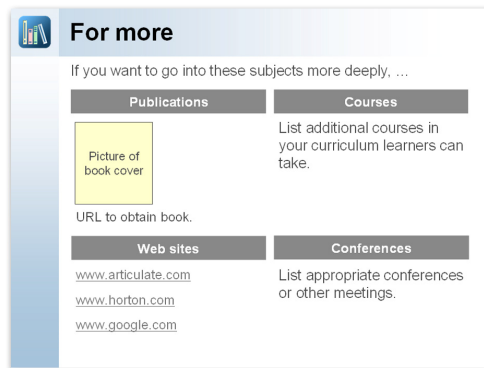 For more
If you want to go into these subjects more deeply, …
Publications
Picture of
book cover
URL to obtain book.
Courses
List additional courses in
your curriculum learners can
take.
Web sites
www.articulate.com
www.horton.com
www.google.com
Conferences
List appropriate conferences
or other meetings.